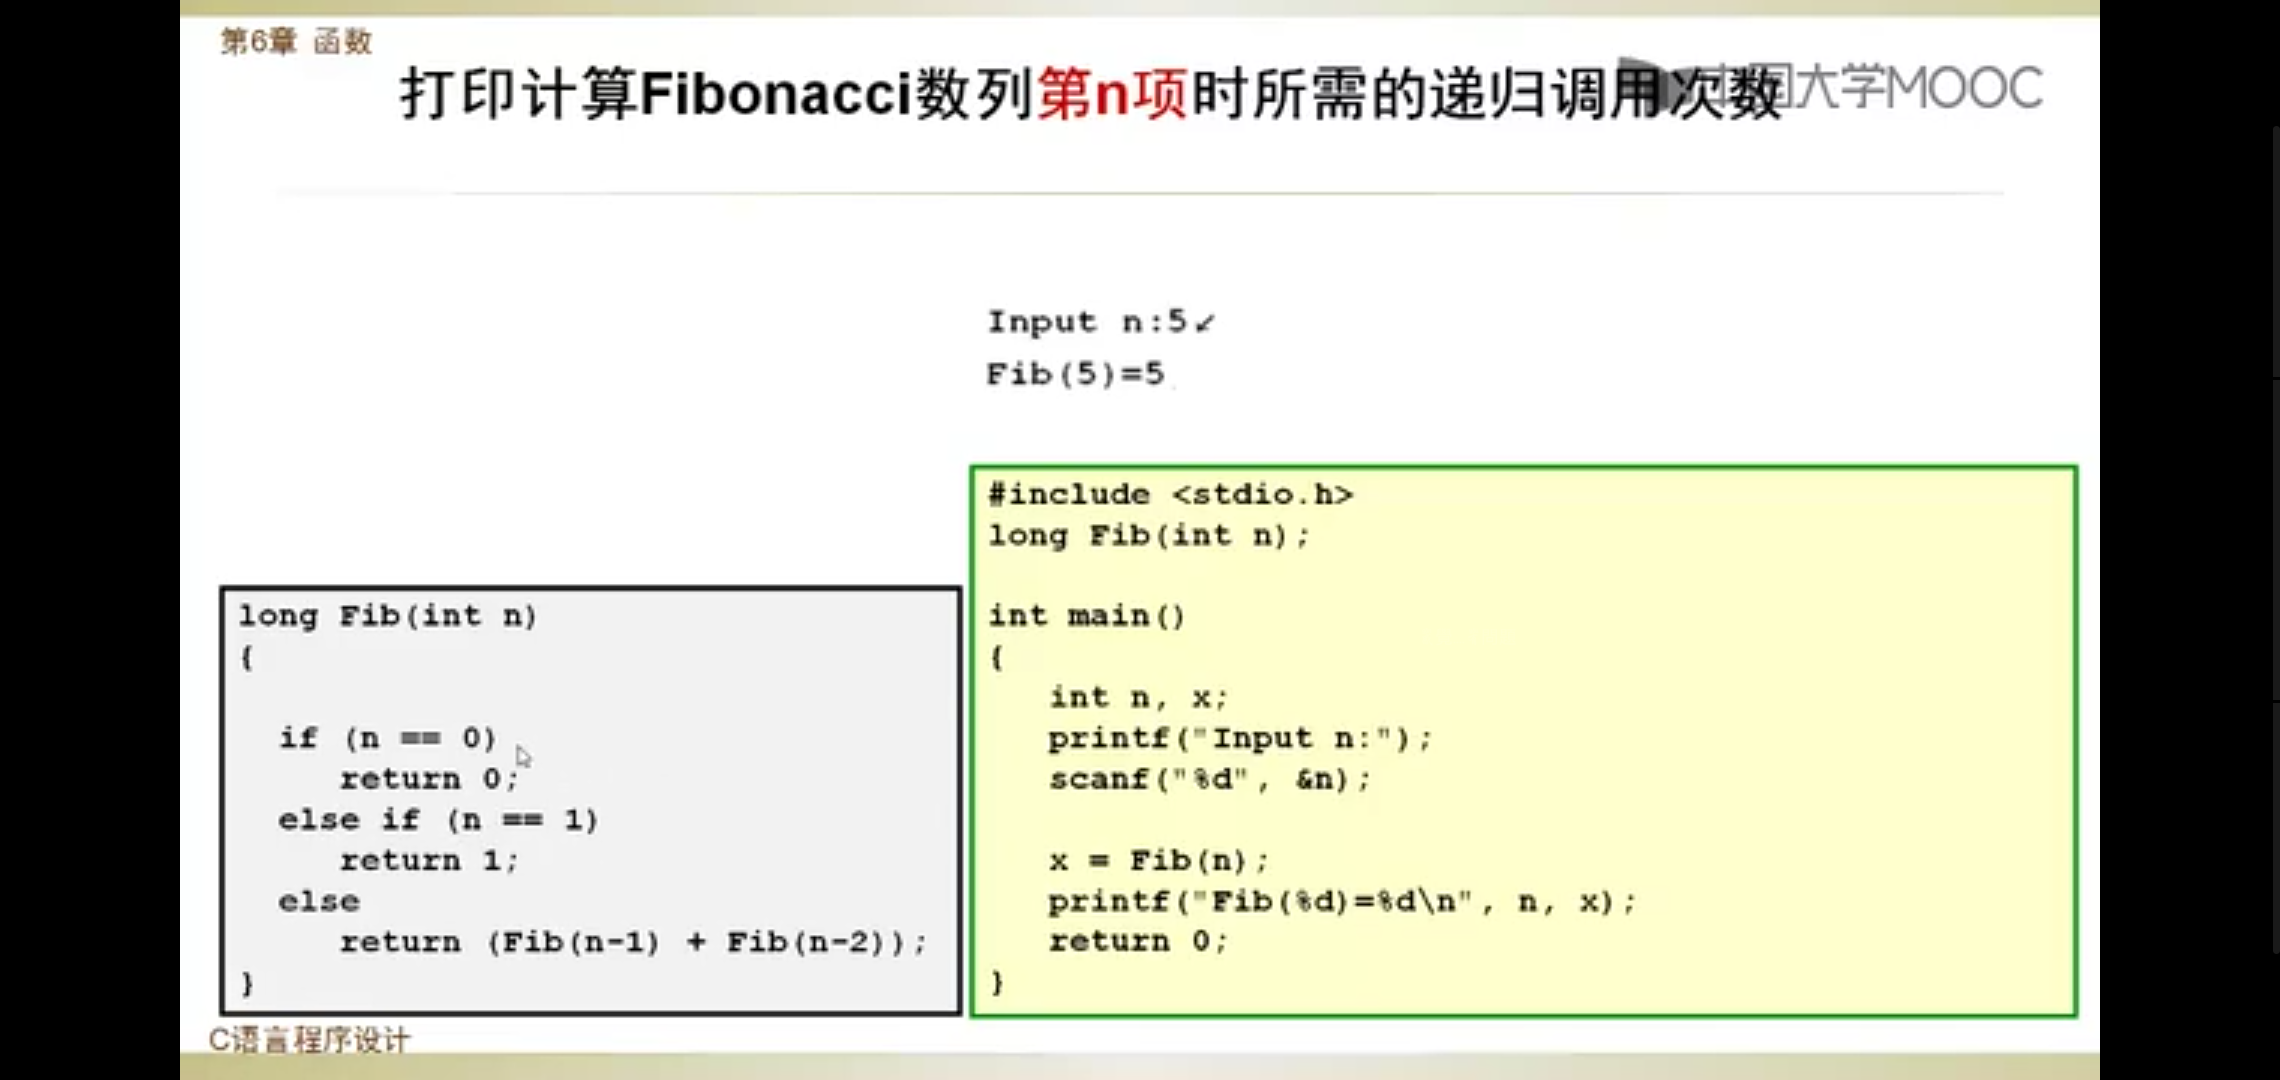 第6章 函数
打印计算Fibonacci数列第n项时所需的递归调用次数
中国大学MOOC
Input n:5↙
Fib(5)=5
long Fib(int n)
{
if (n == 0)
return 0;
else if (n == 1)
return 1;
else
return (Fib(n-1) + Fib(n-2));
}
#include <stdio.h>
long Fib(int n);
int main()
{
int n, x;
printf("Input n:");
scanf("%d", &n);
x = Fib(n);
printf("Fib(%d)=%d\n", n, x);
return 0;
}
C语言程序设计